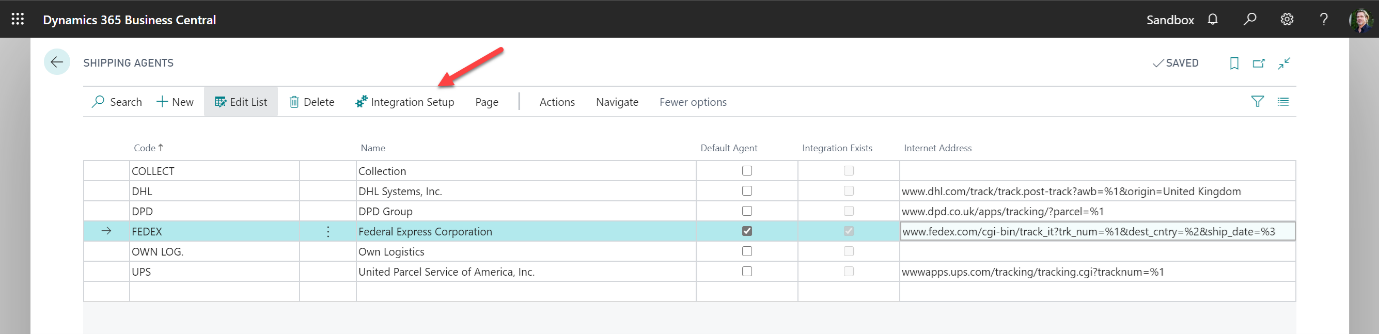 Dynamics 365 Business Central Sandbox ?
SHIPPING AGENTS SAVED
Search New Edit List Delete Integration Setup Page Actions Navigate Fewer options
Code ↑ Name Default Agent Integration Exists Internet Address
COLLECT Collection
DHL DHL Systems, Inc. www.dhl.com/track/track.post-track?awb=%1&origin=United Kingdom
DPD DPD Group www.dpd.co.uk/apps/tracking/?parcel=%1
FEDEX Federal Express Corporation www.fedex.com/cgi-bin/track_it?trk_num=%1&dest_cntry=%2&ship_date=%3
OWN LOG. Own Logistics
UPS United Parcel Service of America, Inc. wwwapps.ups.com/tracking/tracking.cgi?tracknum=%1